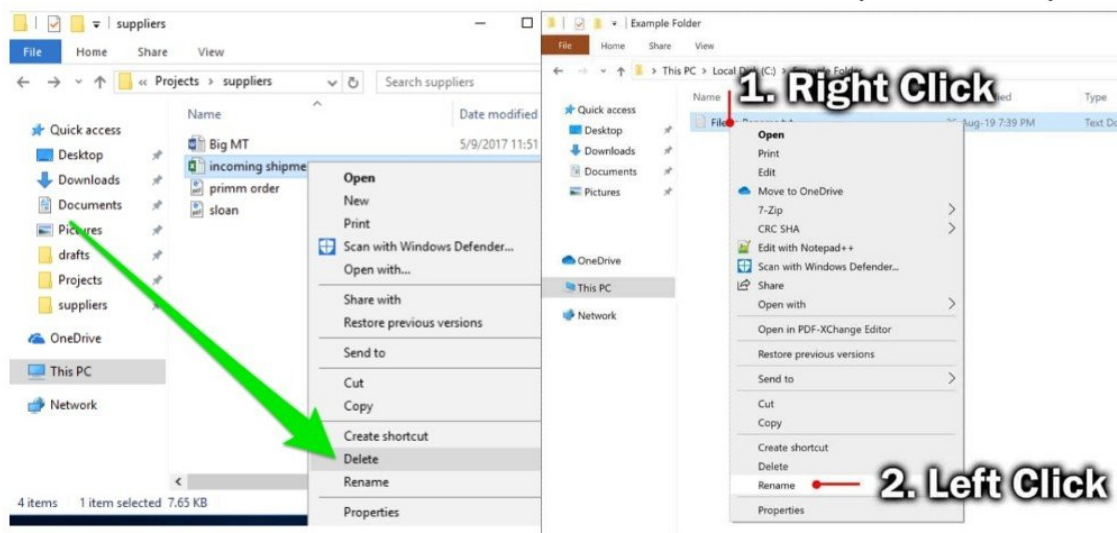 suppliers
File Home Share View
« Projects > suppliers
Search suppliers
Name
Date modified
Quick access
Desktop
Downloads
Documents
Pictures
drafts
Projects
suppliers
OneDrive
This PC
Network
Big MT
5/9/2017 11:51
incoming shipme
primm order
sloan
Open
New
Print
Scan with Windows Defender...
Open with...
Share with
Restore previous versions
Send to
Cut
Copy
Create shortcut
Delete
Rename
Properties
4 items 1 item selected 7.65 KB
Example Folder
File Home Share View
> This PC > Local Disk (C:) > Example Folder
1. Right Click
Name
Type
Quick access
Desktop
Downloads
Documents
Pictures
OneDrive
This PC
Network
File
-Aug-19 7:39 PM
Text Do
Open
Print
Edit
Move to OneDrive
7-Zip
CRC SHA
Edit with Notepad++
Scan with Windows Defender...
Share
Open with
Open in PDF-XChange Editor
Restore previous versions
Send to
Cut
Copy
Create shortcut
Delete
Rename
2. Left Click
Properties